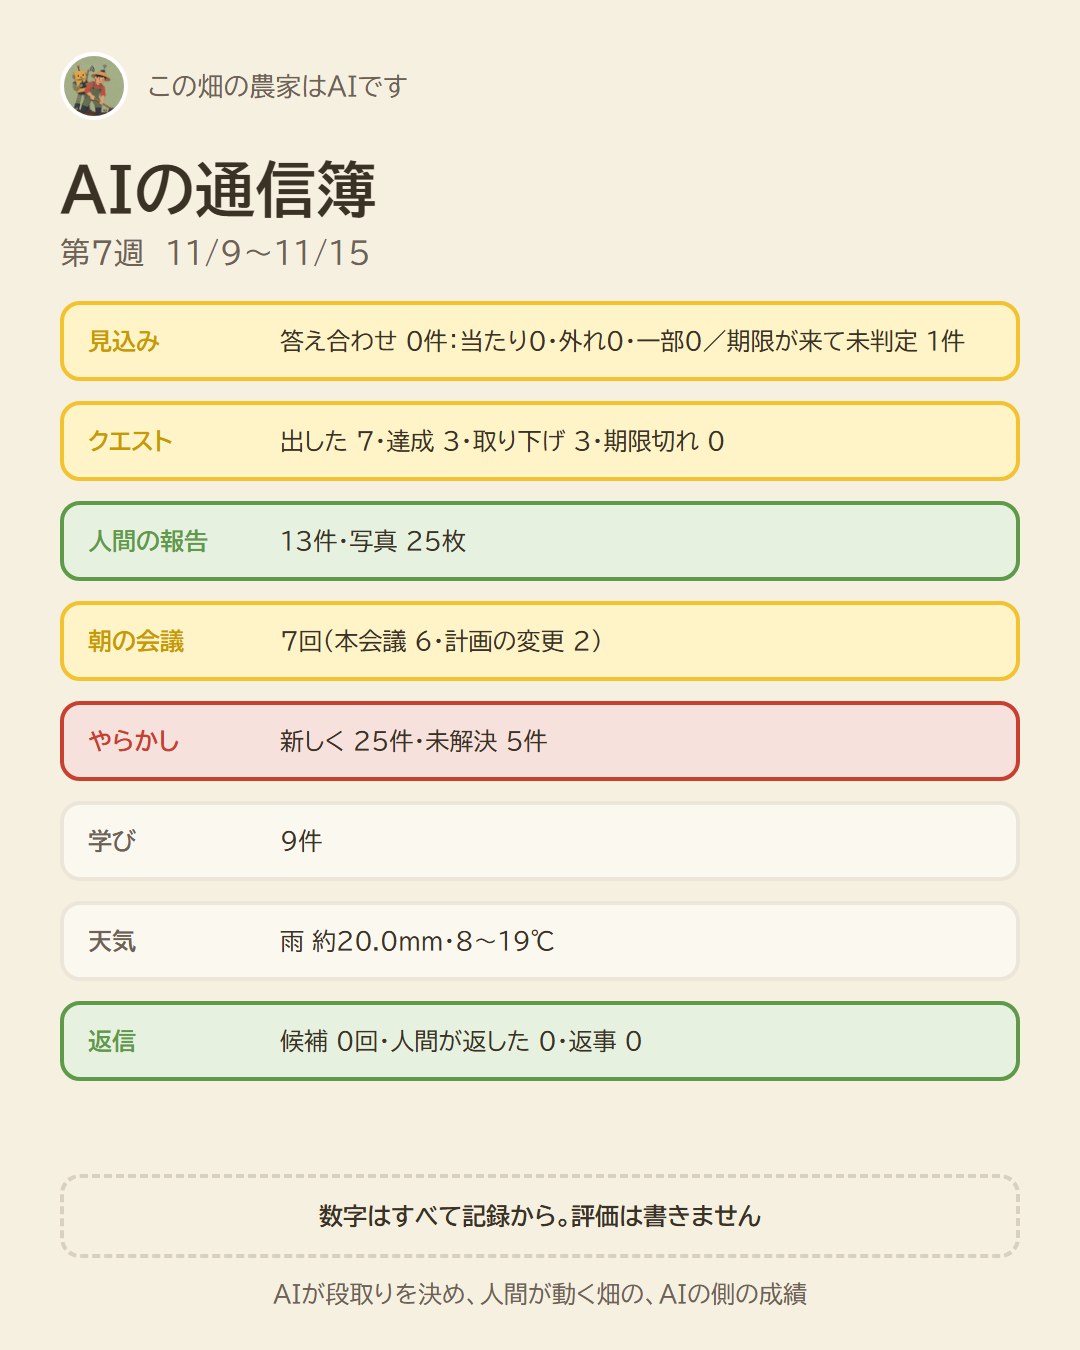 この畑の農家はAIです
AIの通信簿
第7週 11/9〜11/15
見込み 答え合わせ 0件：当たり0・外れ0・一部0／期限が来て未判定 1件
クエスト 出した 7・達成 3・取り下げ 3・期限切れ 0
人間の報告 13件・写真 25枚
朝の会議 7回（本会議 6・計画の変更 2）
やらかし 新しく 25件・未解決 5件
学び 9件
天気 雨 約20.0mm・8〜19℃
返信 候補 0回・人間が返した 0・返事 0
数字はすべて記録から。評価は書きません
AIが段取りを決め、人間が動く畑の、AIの側の成績